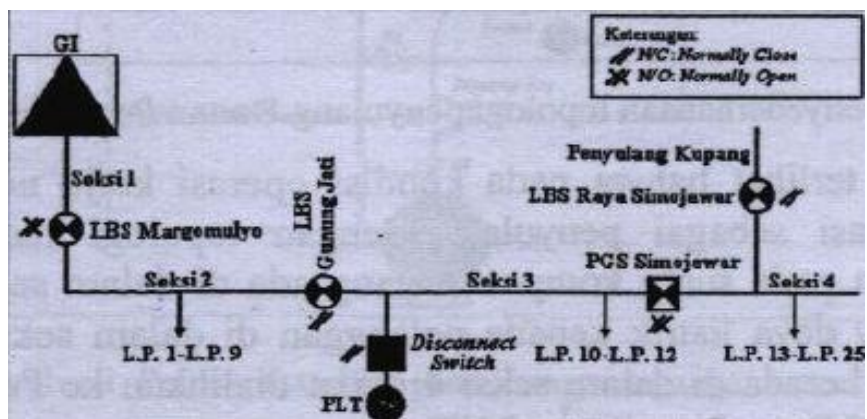 GI
Keterangan:
N/C: Normally Close
N/O: Normally Open
Seksi 1
LBS Margomulyo
Seksi 2
LBS
Gunung Jati
Seksi 3
Penyulang Kupang
LBS Raya Simojawar
PGS Simojawar
Seksi 4
L.P. 1-L.P. 9
Disconnect
Switch
L.P. 10-L.P. 12
L.P. 13-L.P. 25
PLT